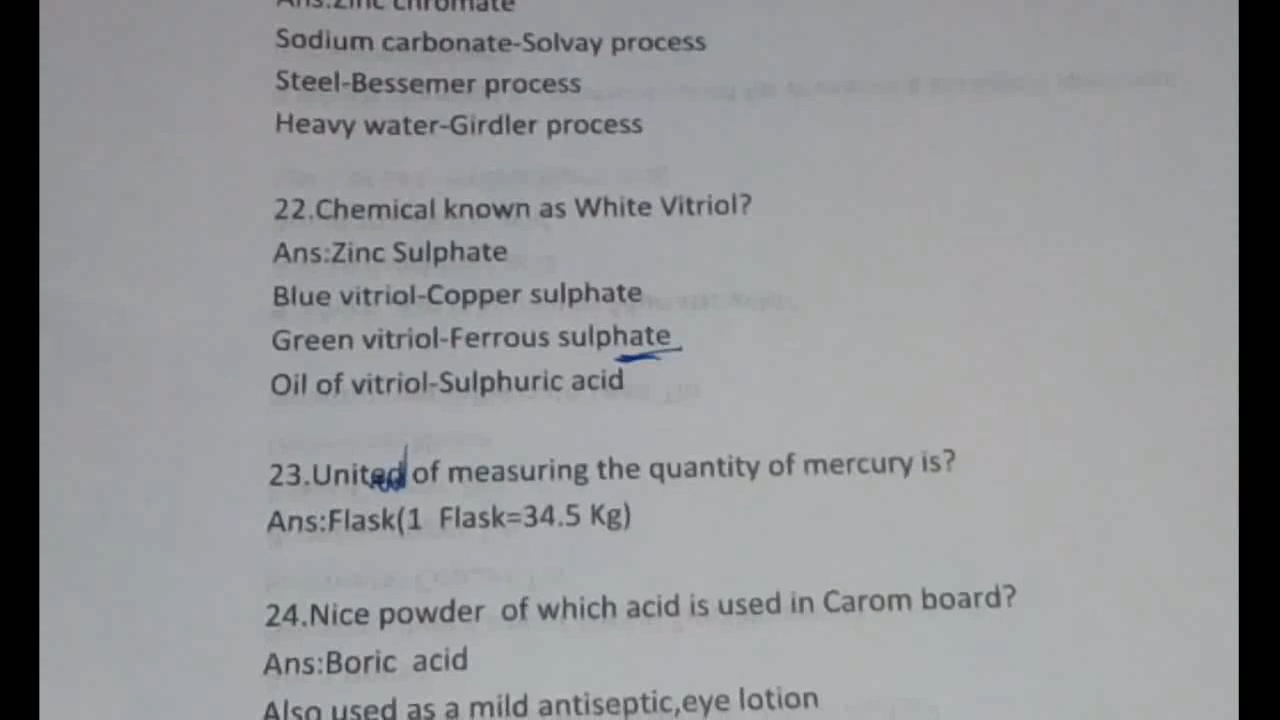 Ans:Zinc chromate
Sodium carbonate-Solvay process
Steel-Bessemer process
Heavy water-Girdler process
22.Chemical known as White Vitriol?
Ans:Zinc Sulphate
Blue vitriol-Copper sulphate
Green vitriol-Ferrous sulphate
Oil of vitriol-Sulphuric acid
23.United of measuring the quantity of mercury is?
Ans:Flask(1 Flask=34.5 Kg)
24.Nice powder of which acid is used in Carom board?
Ans:Boric acid
Also used as a mild antiseptic,eye lotion